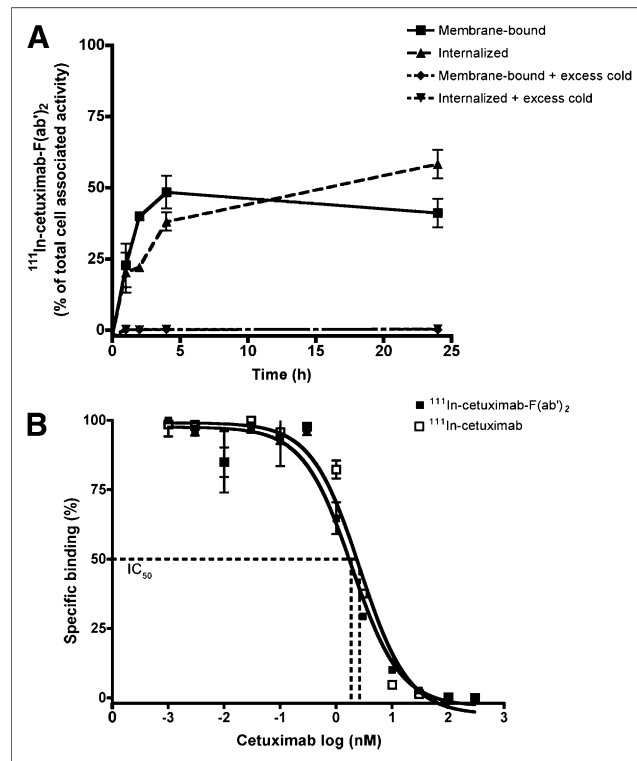 A
Membrane-bound
Internalized
Membrane-bound + excess cold
Internalized + excess cold
¹¹¹In-cetuximab-F(ab')₂
(% of total cell associated activity)
100
75
50
25
0
0 5 10 15 20 25
Time (h)
B
¹¹¹In-cetuximab-F(ab')₂
¹¹¹In-cetuximab
Specific binding (%)
100
75
50
IC₅₀
25
0
-3 -2 -1 0 1 2 3
Cetuximab log (nM)